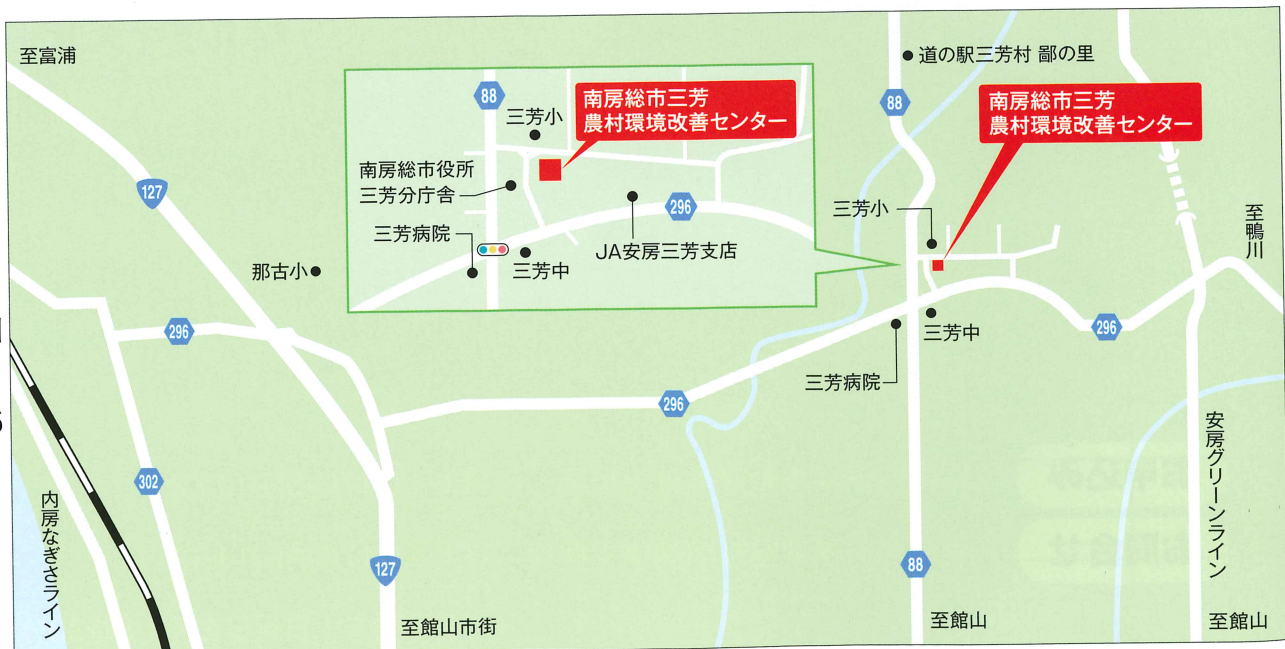 至富浦
127
那古小
296
302
内房なぎさライン
127
至館山市街
88
三芳小
南房総市三芳
農村環境改善センター
南房総市役所
三芳分庁舎
三芳病院
三芳中
296
JA安房三芳支店
道の駅三芳村 鄙の里
88
南房総市三芳
農村環境改善センター
三芳小
至鴨川
三芳中
296
三芳病院
296
安房グリーンライン
88
至館山
至館山